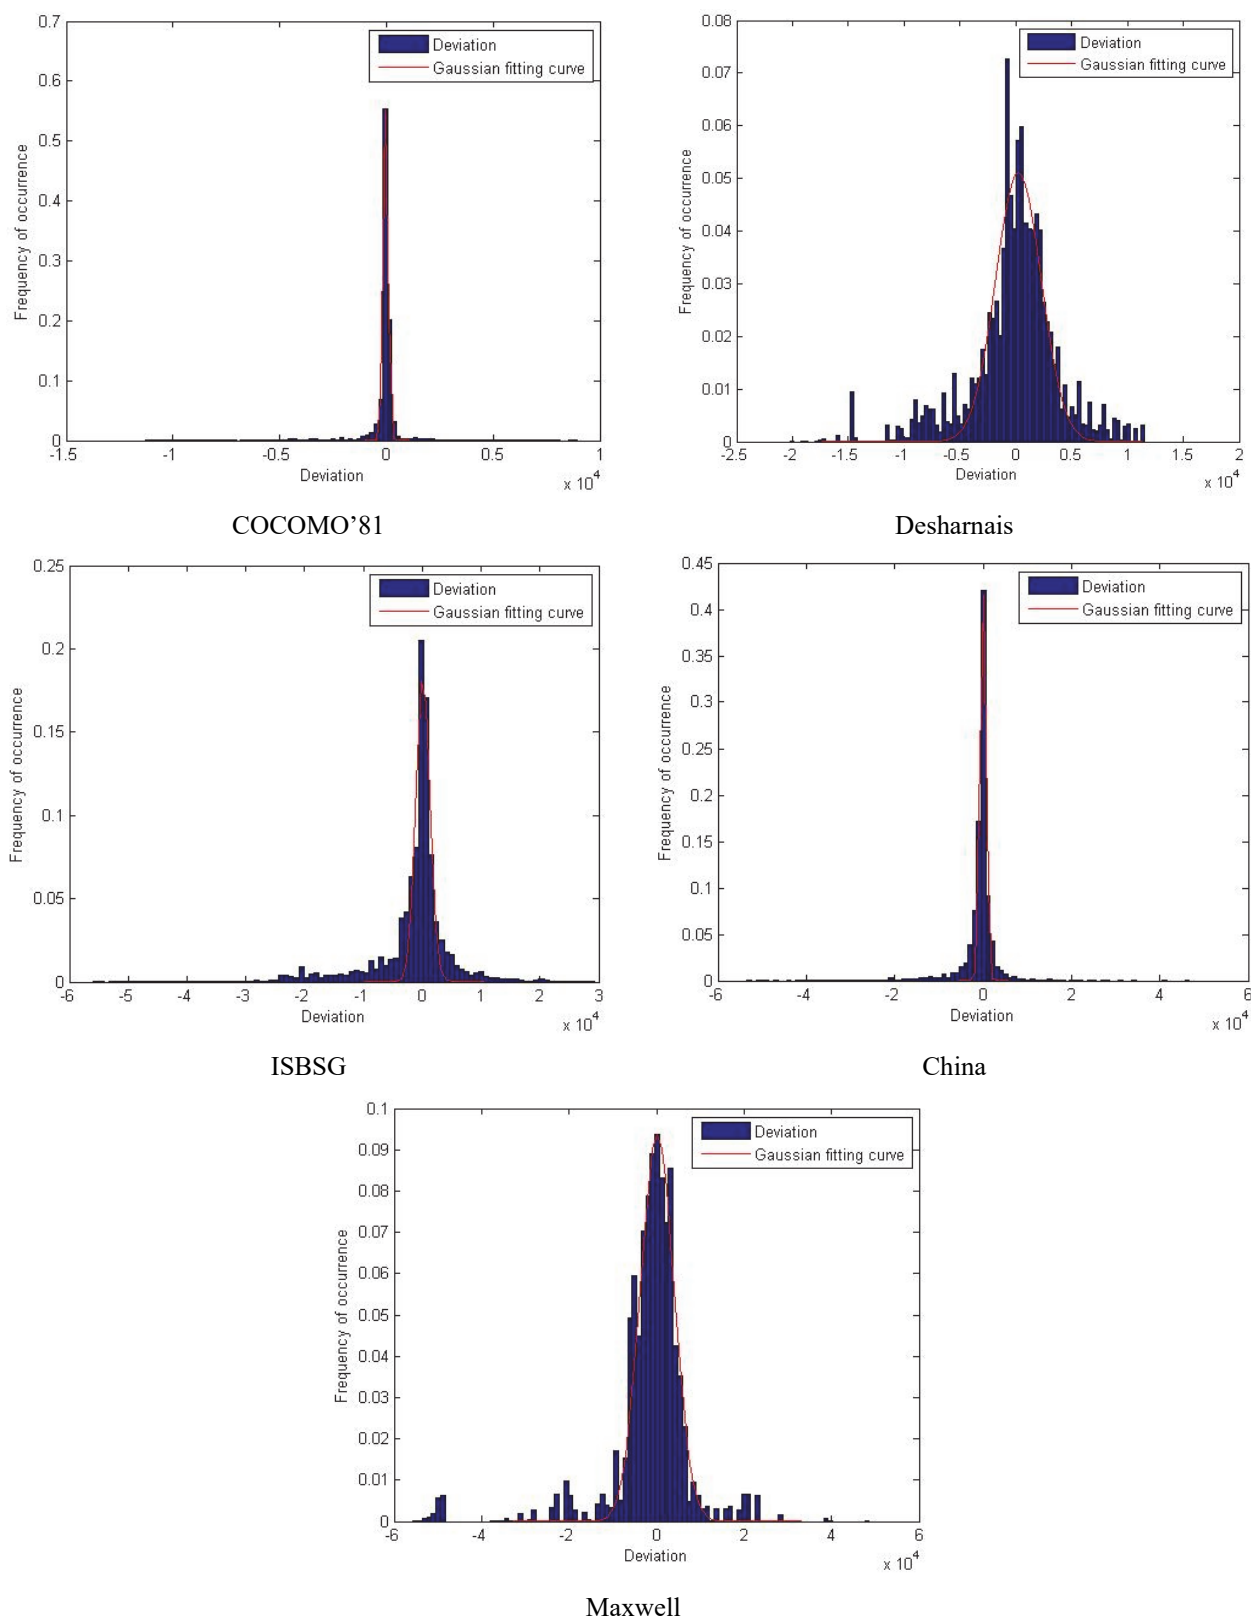 0.7
0.6
0.5
0.4
0.3
0.2
0.1
0
Frequency of occurrence
Deviation
Gaussian fitting curve
-1.5 -1 -0.5 0 0.5 1
Deviation
x 10^4
COCOMO’81
0.08
0.07
0.06
0.05
0.04
0.03
0.02
0.01
0
Frequency of occurrence
Deviation
Gaussian fitting curve
-2.5 -2 -1.5 -1 -0.5 0 0.5 1 1.5 2
Deviation
x 10^4
Desharnais
0.25
0.2
0.15
0.1
0.05
0
Frequency of occurrence
Deviation
Gaussian fitting curve
-6 -5 -4 -3 -2 -1 0 1 2 3
Deviation
x 10^4
ISBSG
0.45
0.4
0.35
0.3
0.25
0.2
0.15
0.1
0.05
0
Frequency of occurrence
Deviation
Gaussian fitting curve
-6 -4 -2 0 2 4 6
Deviation
x 10^4
China
0.1
0.09
0.08
0.07
0.06
0.05
0.04
0.03
0.02
0.01
0
Frequency of occurrence
Deviation
Gaussian fitting curve
-6 -4 -2 0 2 4 6
Deviation
x 10^4
Maxwell